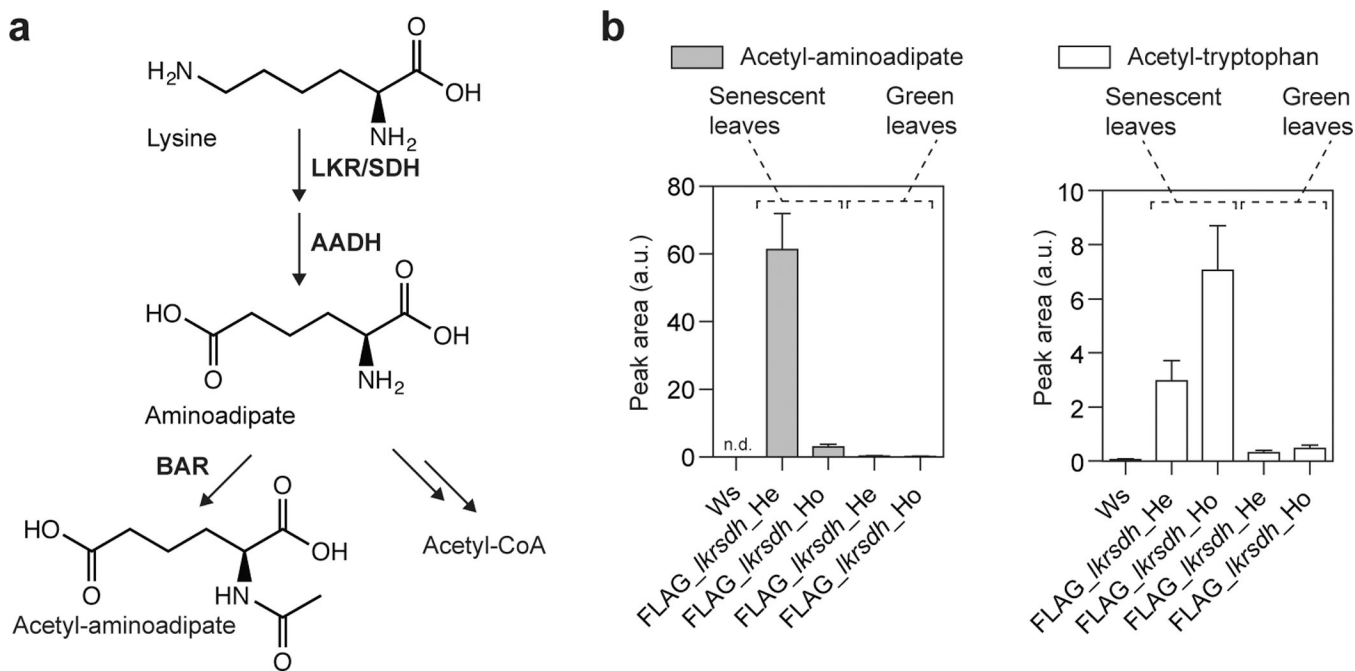 a
H₂N
O
OH
NH₂
Lysine
LKR/SDH
AADH
HO
O
O
OH
NH₂
Aminoadipate
BAR
HO
O
O
OH
HN
O
Acetyl-aminoadipate
Acetyl-CoA
b
Acetyl-aminoadipate
Senescent
leaves
Green
leaves
Peak area (a.u.)
80
60
40
20
0
n.d.
Ws
FLAG_lkrsdh_He
FLAG_lkrsdh_Ho
FLAG_lkrsdh_He
FLAG_lkrsdh_Ho
Acetyl-tryptophan
Senescent
leaves
Green
leaves
Peak area (a.u.)
10
8
6
4
2
0
Ws
FLAG_lkrsdh_He
FLAG_lkrsdh_Ho
FLAG_lkrsdh_He
FLAG_lkrsdh_Ho